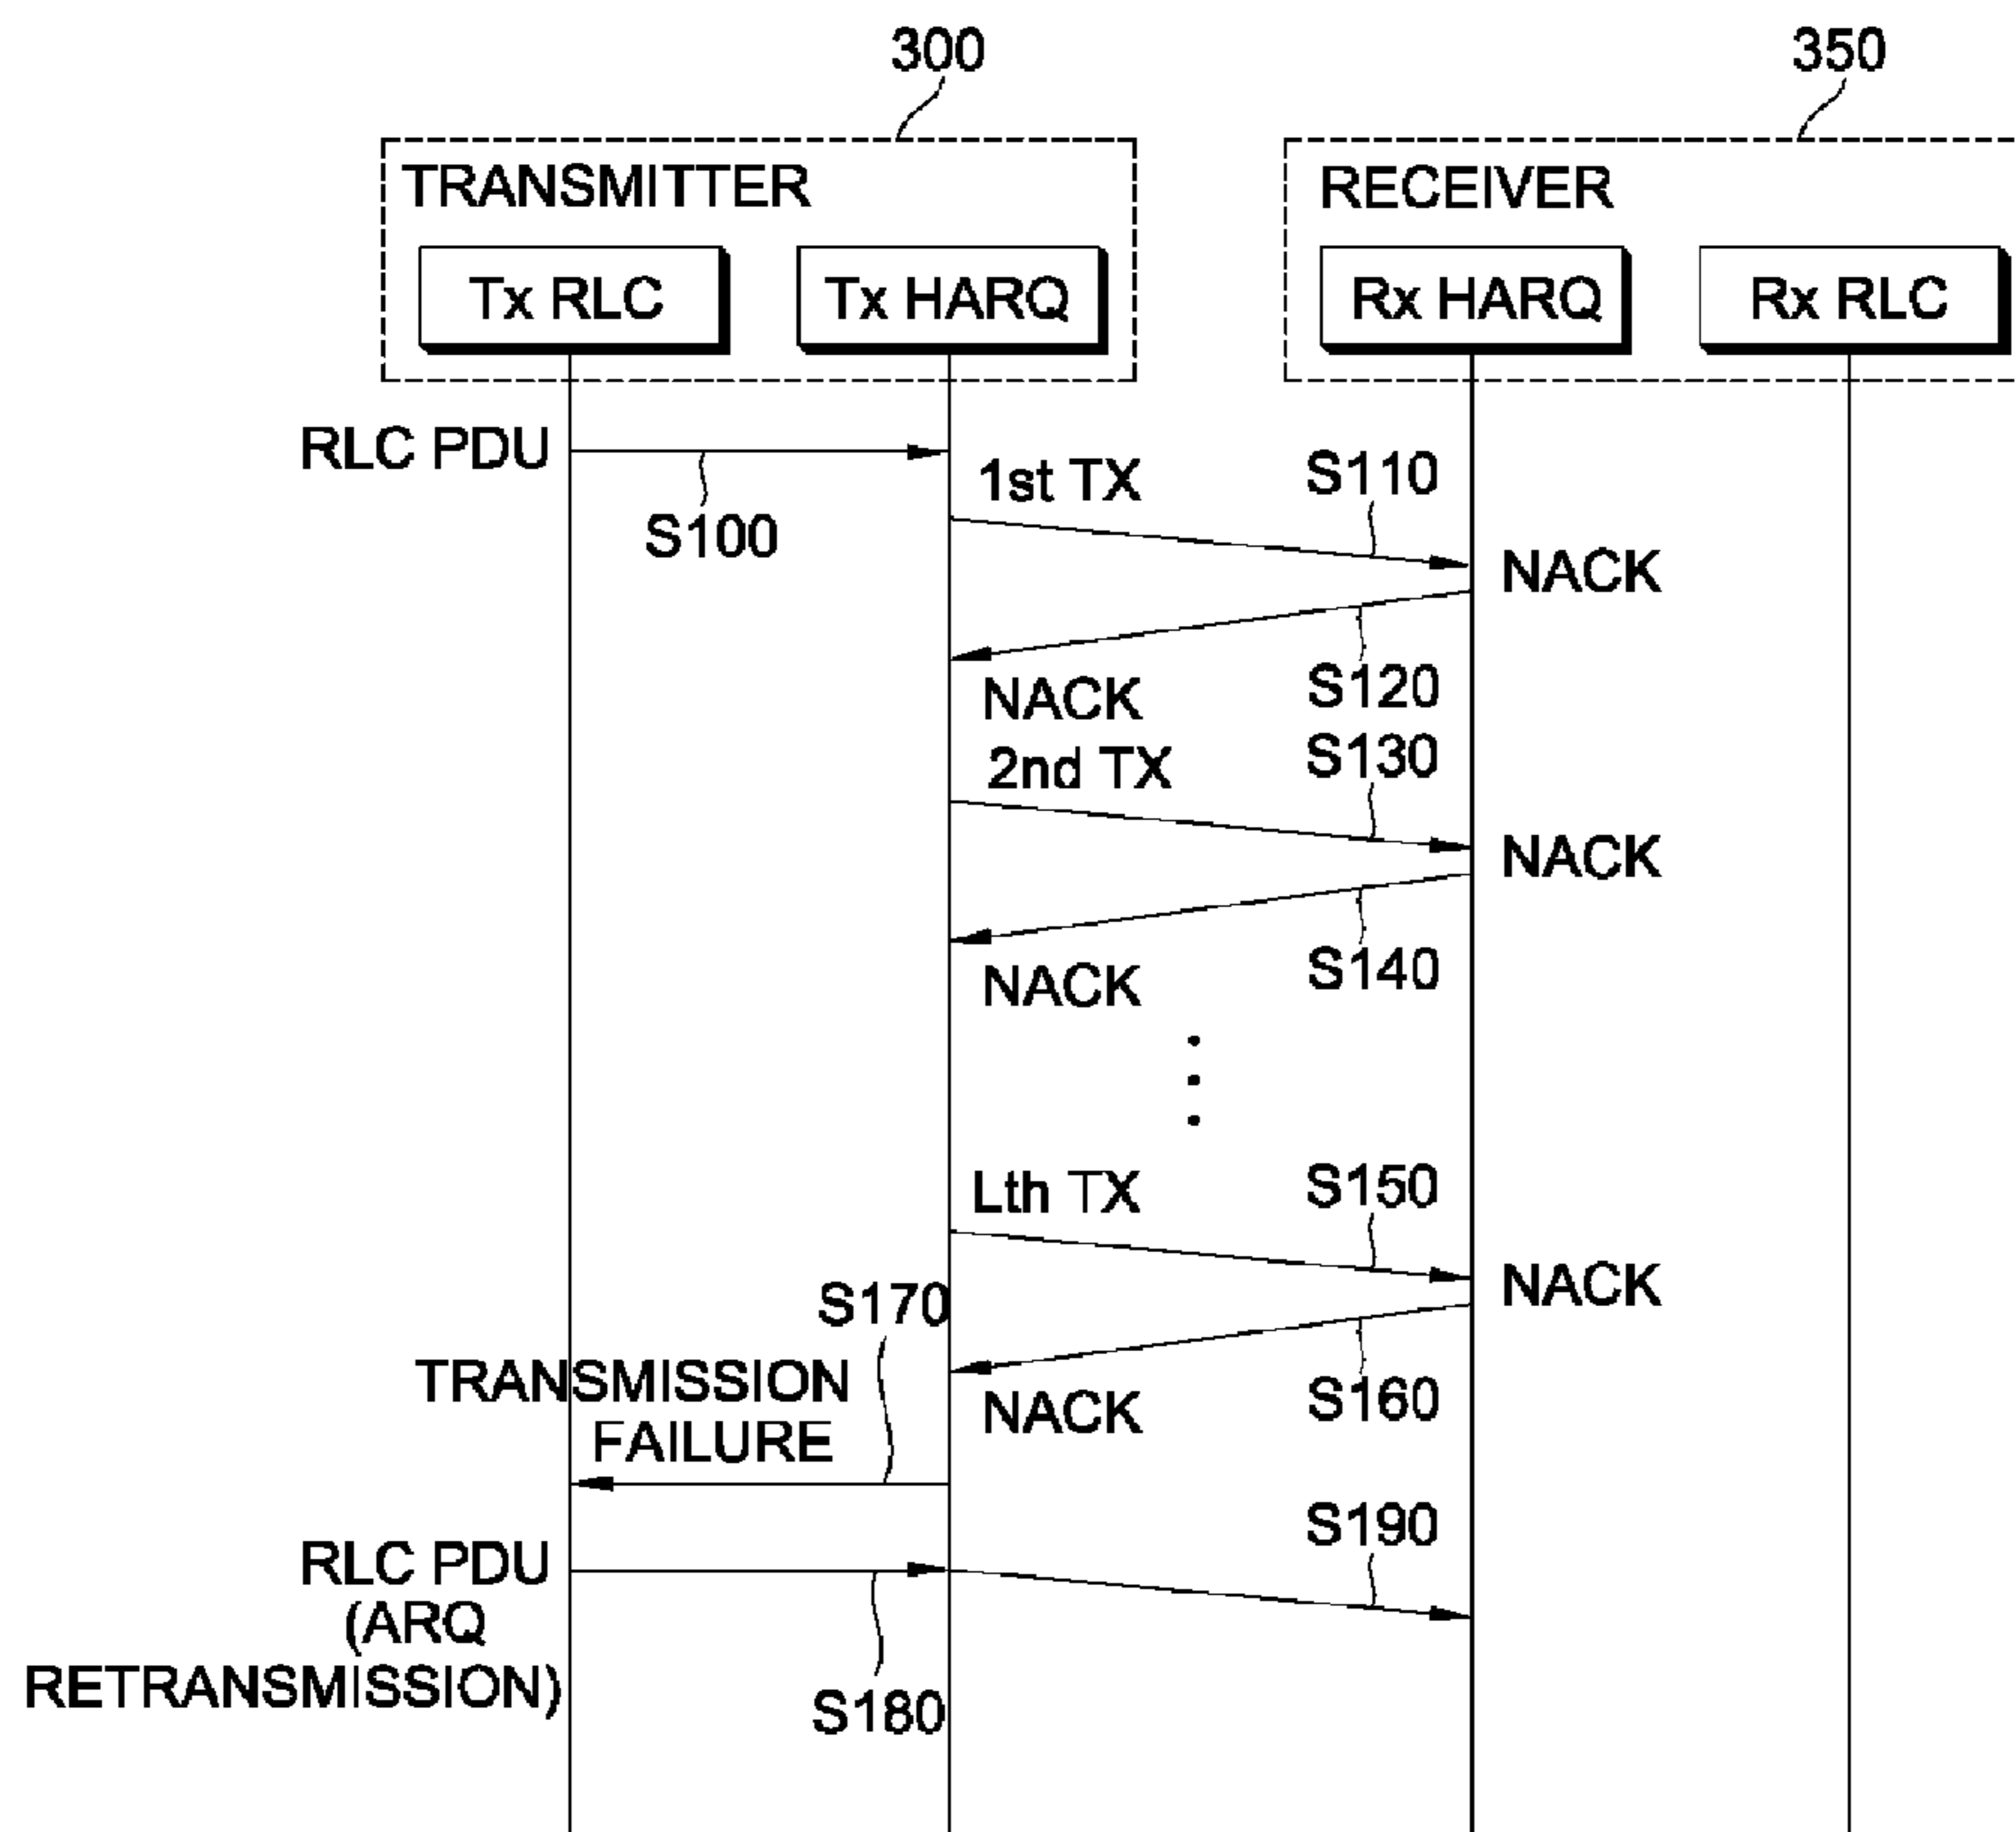 300
350
TRANSMITTER
RECEIVER
Tx RLC
Tx HARQ
Rx HARQ
Rx RLC
RLC PDU
S100
1st TX
S110
NACK
NACK
S120
2nd TX
S130
NACK
NACK
S140
Lth TX
S150
NACK
NACK
S160
S170
TRANSMISSION
FAILURE
RLC PDU
(ARQ
RETRANSMISSION)
S180
S190